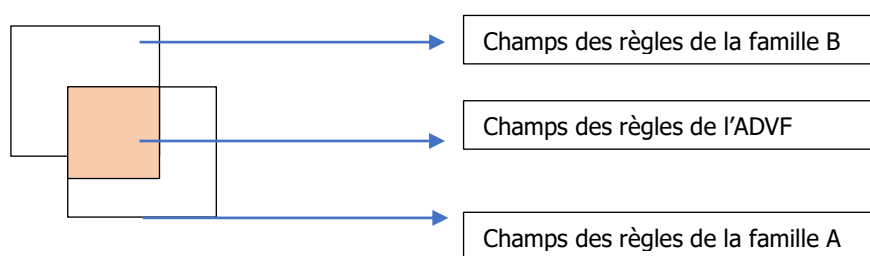 Champs des règles de la famille B
Champs des règles de l’ADVF
Champs des règles de la famille A